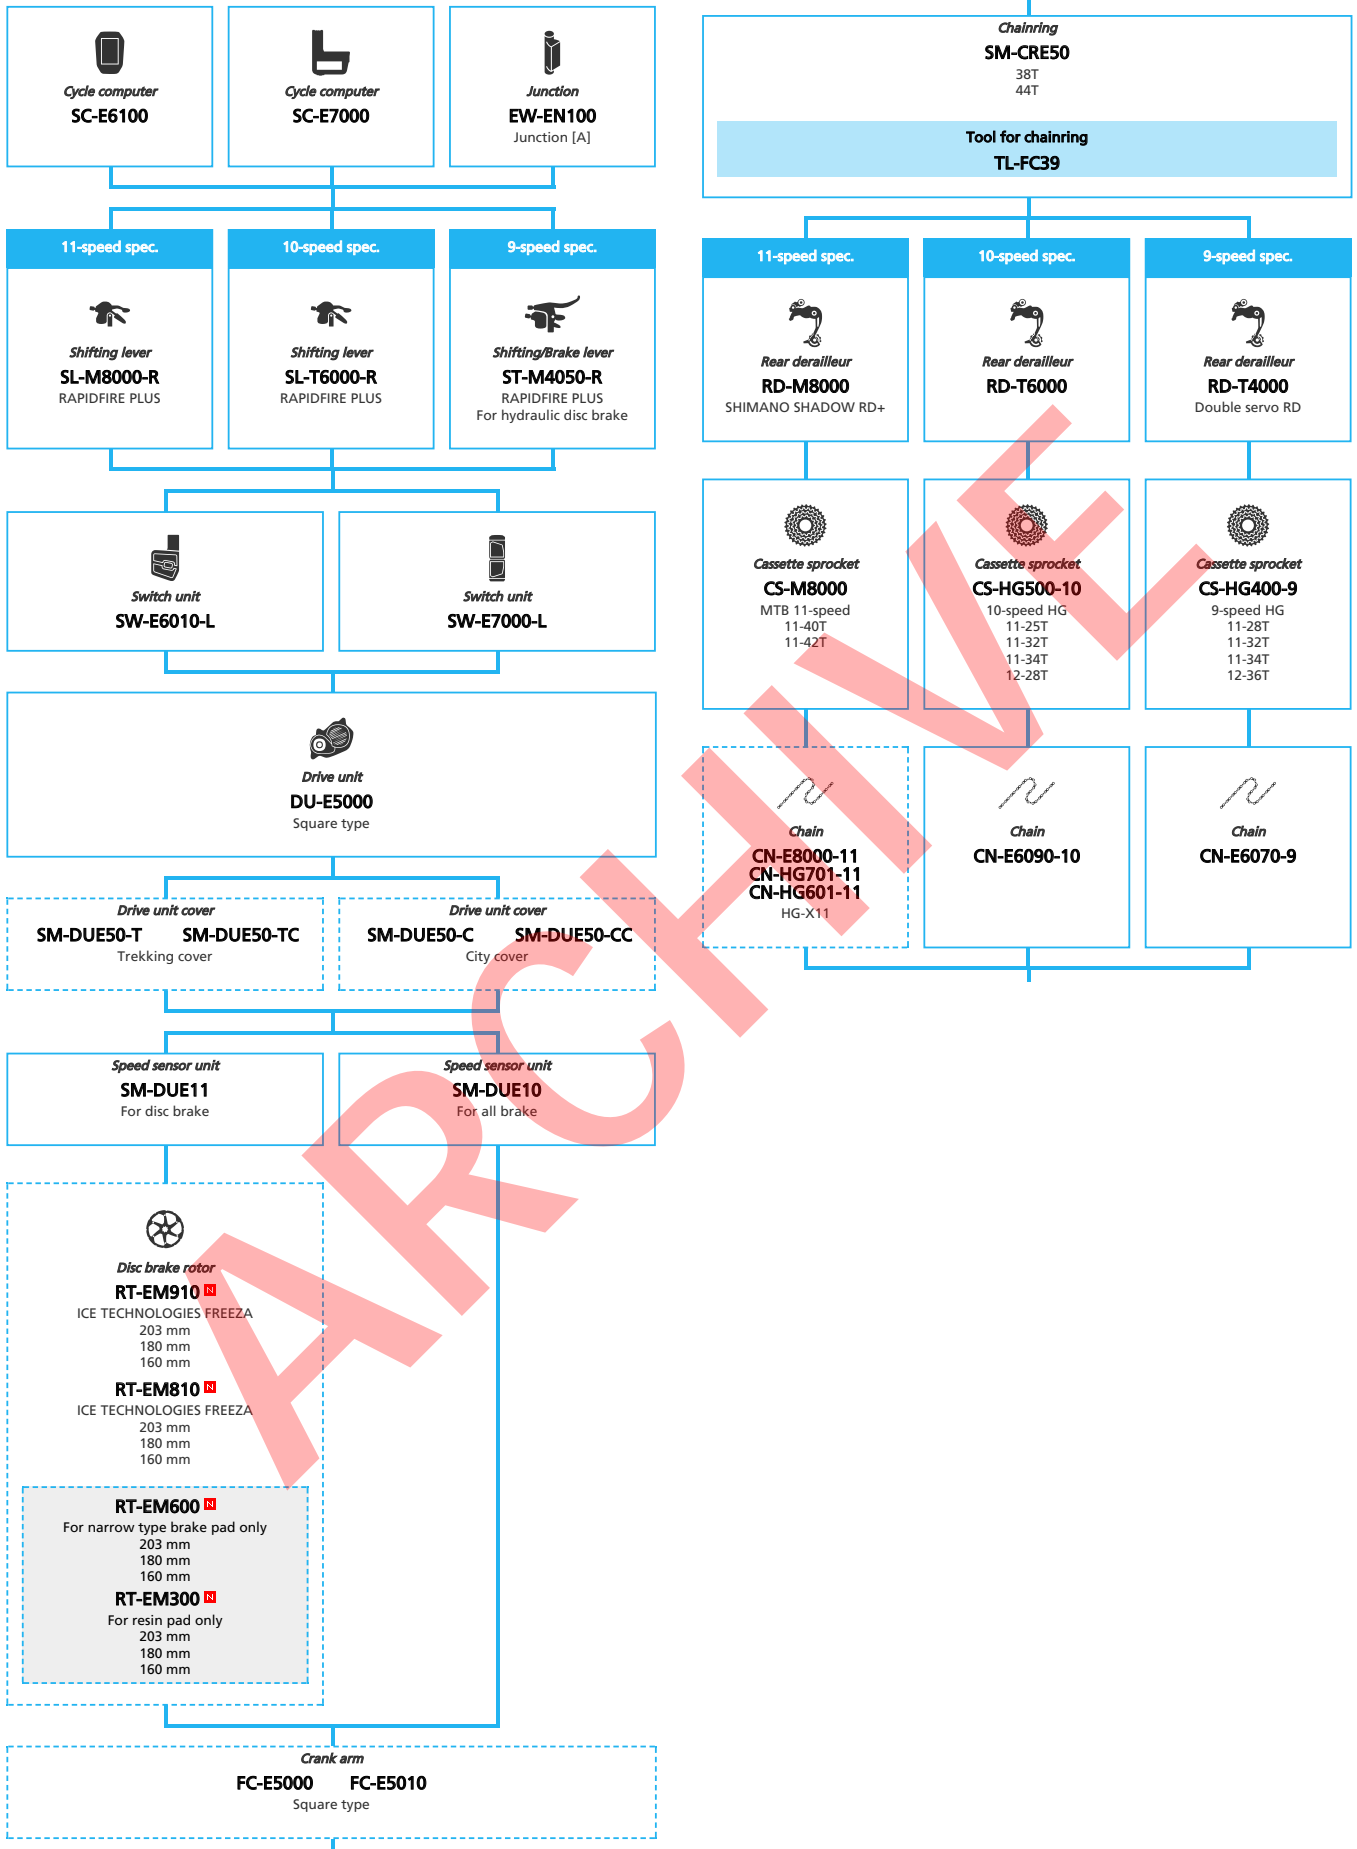 Cycle computer
SC-E6100
Cycle computer
SC-E7000
Junction
EW-EN100
Junction [A]
11-speed spec.
Shifting lever
SL-M8000-R
RAPIDFIRE PLUS
10-speed spec.
Shifting lever
SL-T6000-R
RAPIDFIRE PLUS
9-speed spec.
Shifting/Brake lever
ST-M4050-R
RAPIDFIRE PLUS
For hydraulic disc brake
Switch unit
SW-E6010-L
Switch unit
SW-E7000-L
Drive unit
DU-E5000
Square type
Drive unit cover
SM-DUE50-T SM-DUE50-TC
Trekking cover
Drive unit cover
SM-DUE50-C SM-DUE50-CC
City cover
Speed sensor unit
SM-DUE11
For disc brake
Speed sensor unit
SM-DUE10
For all brake
Disc brake rotor
RT-EM910 N
ICE TECHNOLOGIES FREEZA
203 mm
180 mm
160 mm
RT-EM810 N
ICE TECHNOLOGIES FREEZA
203 mm
180 mm
160 mm
RT-EM600 N
For narrow type brake pad only
203 mm
180 mm
160 mm
RT-EM300 N
For resin pad only
203 mm
180 mm
160 mm
Crank arm
FC-E5000 FC-E5010
Square type
Chainring
SM-CRE50
38T
44T
Tool for chainring
TL-FC39
11-speed spec.
Rear derailleur
RD-M8000
SHIMANO SHADOW RD+
10-speed spec.
Rear derailleur
RD-T6000
9-speed spec.
Rear derailleur
RD-T4000
Double servo RD
Cassette sprocket
CS-M8000
MTB 11-speed
11-40T
11-42T
Cassette sprocket
CS-HG500-10
10-speed HG
11-25T
11-32T
11-34T
12-28T
Cassette sprocket
CS-HG400-9
9-speed HG
11-28T
11-32T
11-34T
12-36T
Chain
CN-E8000-11
CN-HG701-11
CN-HG601-11
HG-X11
Chain
CN-E6090-10
Chain
CN-E6070-9
ARCHIVE